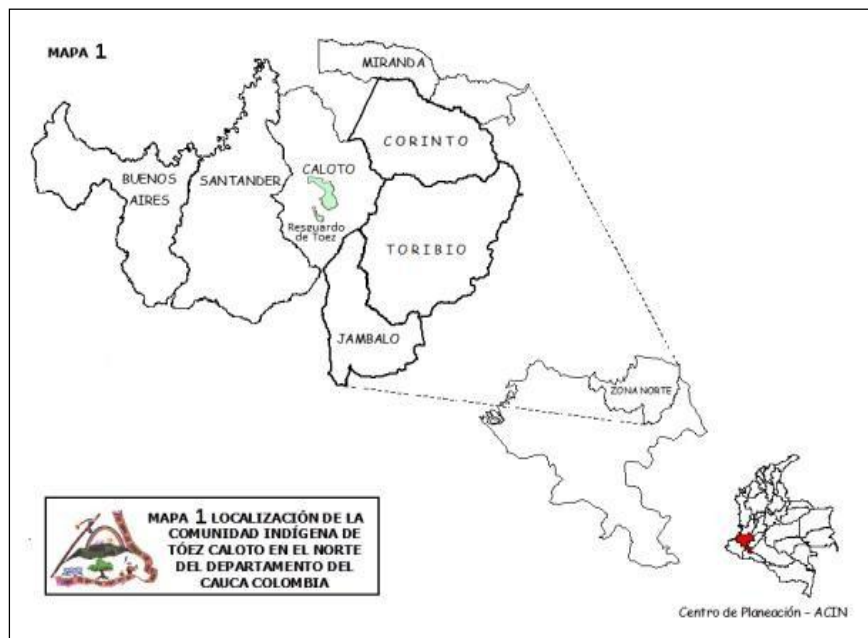 MAPA 1
MIRANDA
CORINTO
CALOTO
BUENOS
AIRES
SANTANDER
Resguardo
de Toez
TORIBIO
JAMBALO
ZONA NORTE
MAPA 1 LOCALIZACIÓN DE LA
COMUNIDAD INDÍGENA DE
TÓEZ CALOTO EN EL NORTE
DEL DEPARTAMENTO DEL
CAUCA COLOMBIA
Centro de Planeación - ACIN